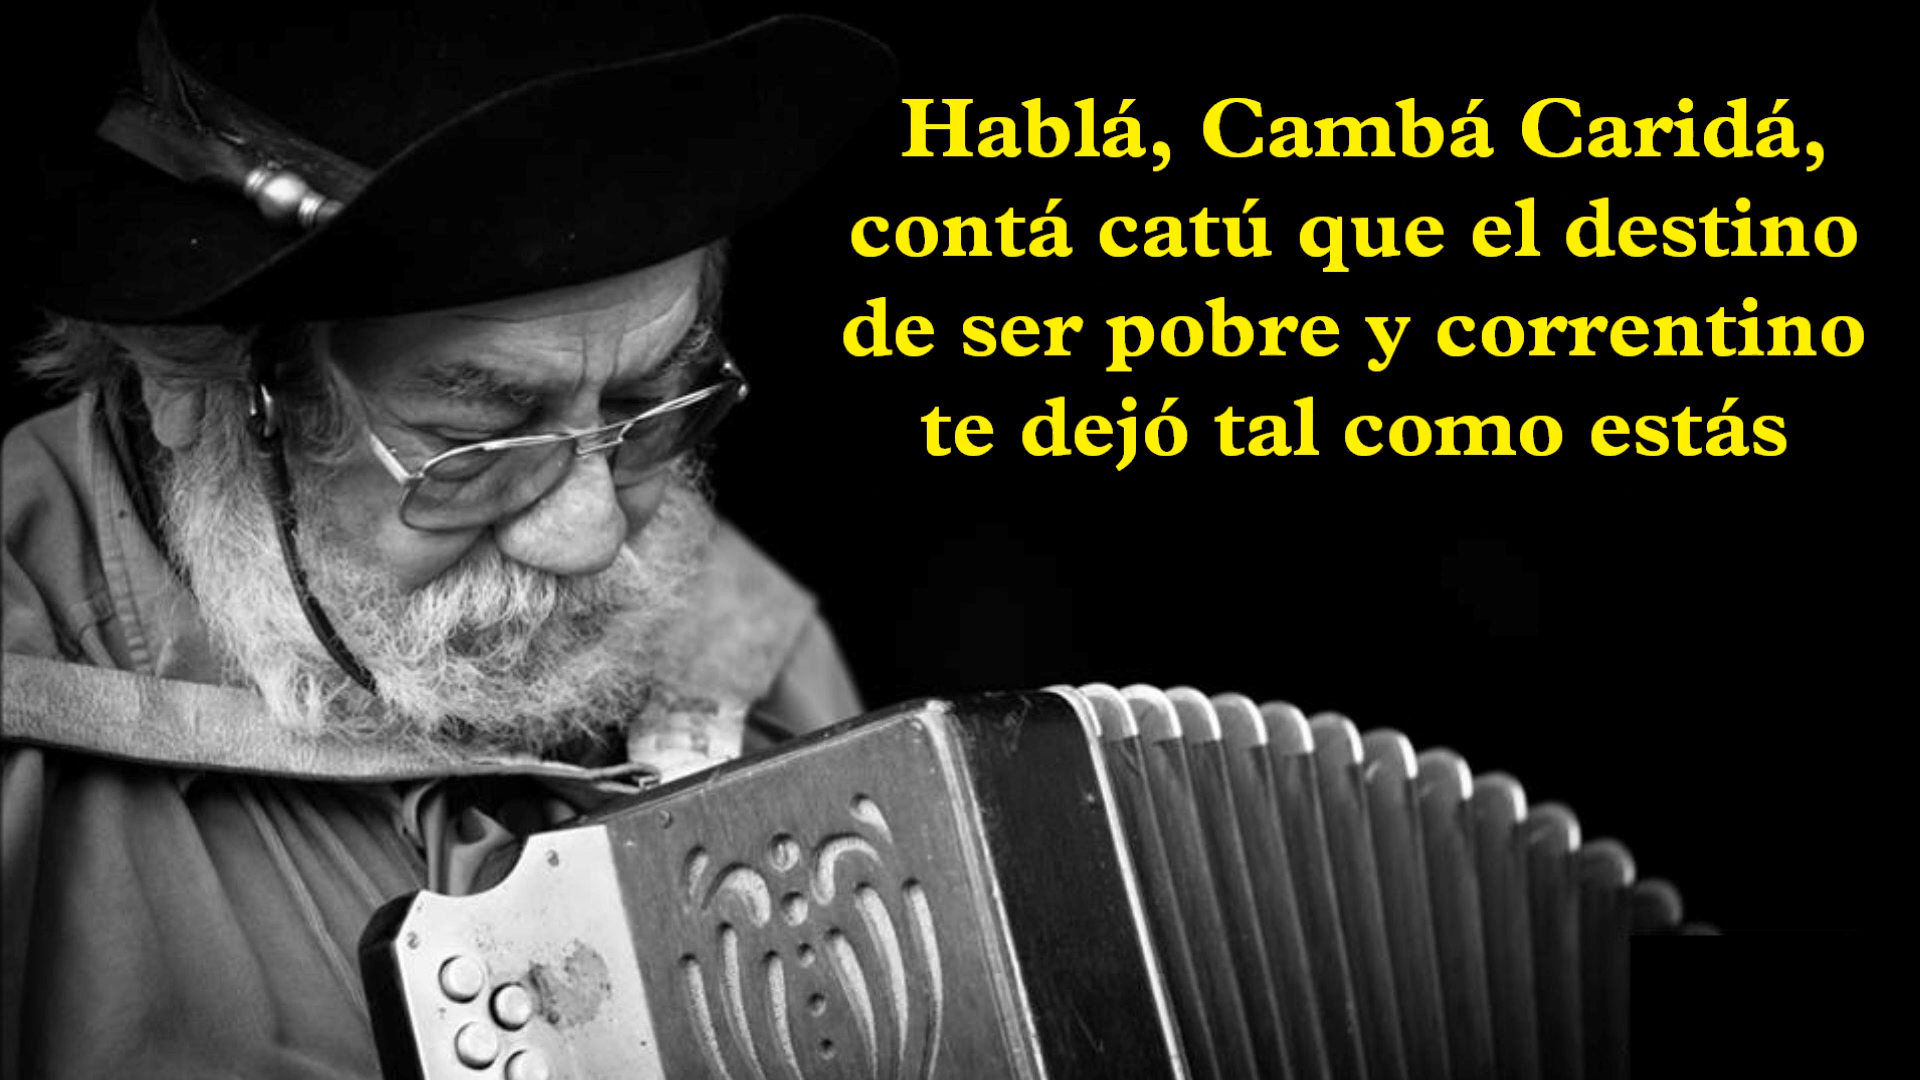 Hablá, Cambá Caridá,
contá catú que el destino
de ser pobre y correntino
te dejó tal como estás